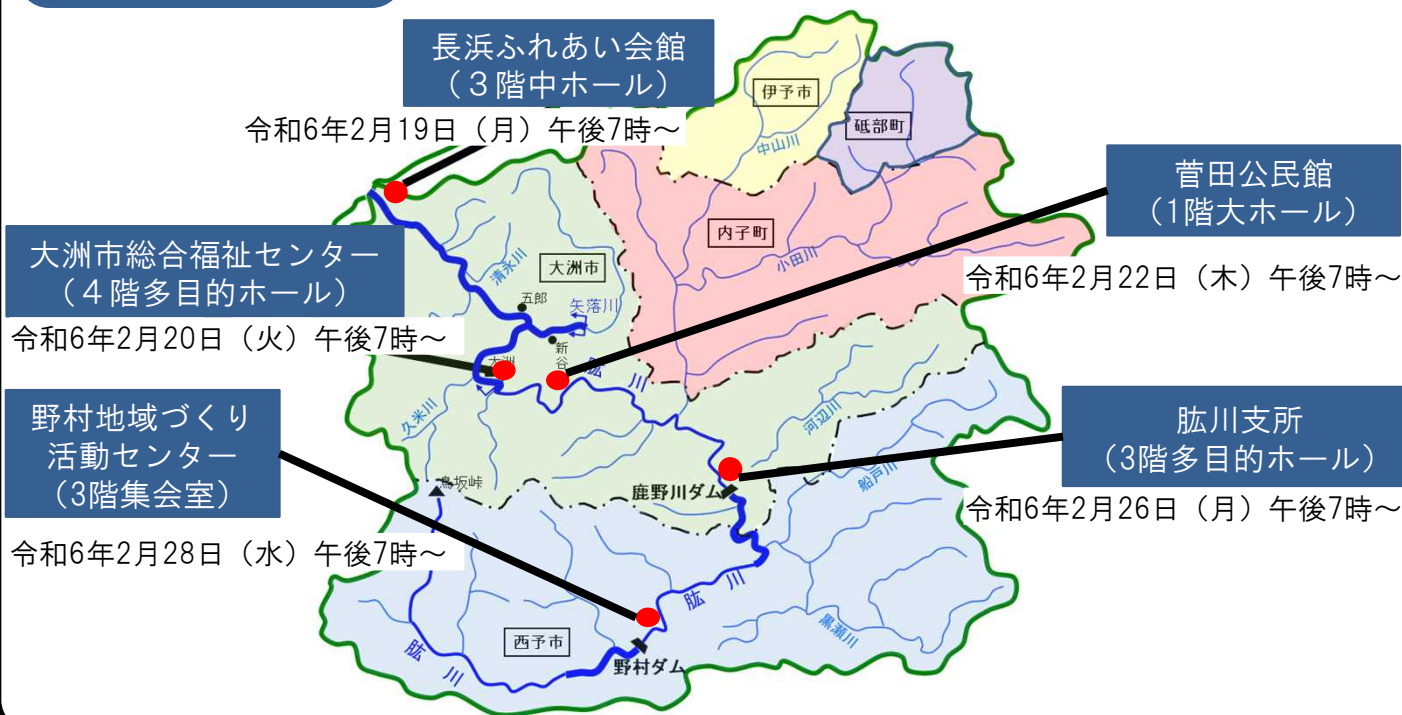 長浜ふれあい会館
（３階中ホール）
令和6年2月19日（月）午後7時～
伊予市
砥部町
中山川
菅田公民館
（1階大ホール）
令和6年2月22日（木）午後7時～
内子町
小田川
大洲市総合福祉センター
（４階多目的ホール）
令和6年2月20日（火）午後7時～
清永川
大洲市
五郎
矢落川
新谷
大洲
肱川
久米川
河辺川
野村地域づくり
活動センター
（3階集会室）
令和6年2月28日（水）午後7時～
鳥坂峠
肱川支所
（3階多目的ホール）
令和6年2月26日（月）午後7時～
船戸川
鹿野川ダム
肱川
黒瀬川
西予市
野村ダム
肱川